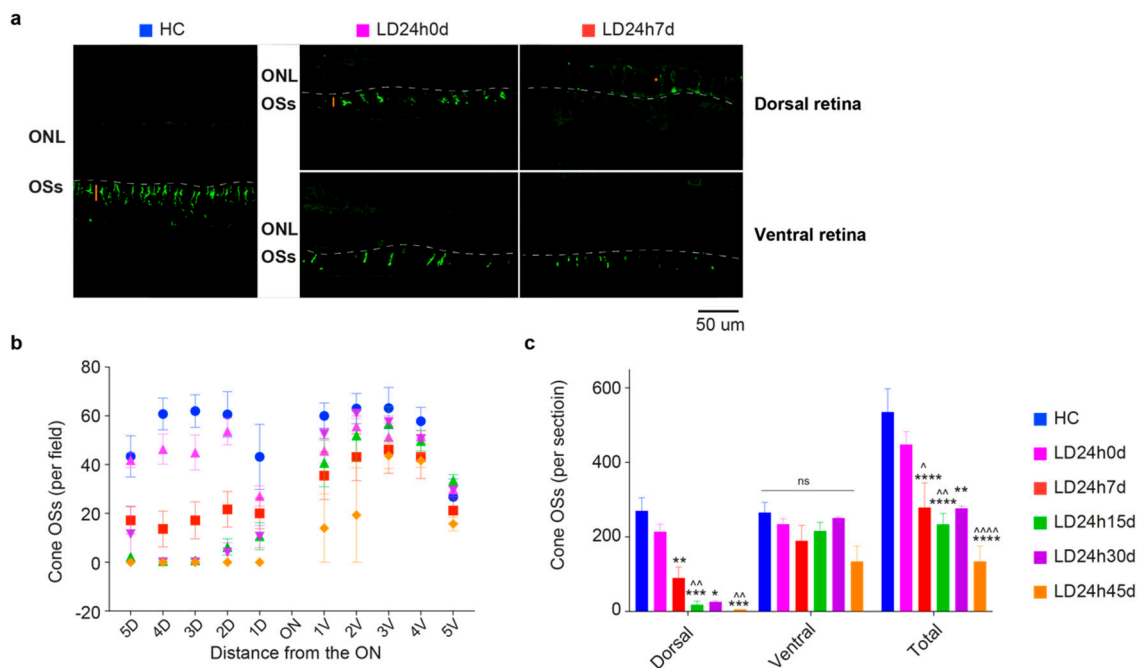 a
HC LD24h0d LD24h7d
ONL
OSs
ONL
OSs
Dorsal retina
ONL
OSs
Ventral retina
50 um
b
Cone OSs (per field)
80
60
40
20
0
-20
5D 4D 3D 2D 1D ON 1V 2V 3V 4V 5V
Distance from the ON
c
Cone OSs (per sectioin)
600
400
200
0
ns
**
^^
***
*
^^
***
^
****
^^
****
**
^^^^
****
Dorsal Ventral Total
HC
LD24h0d
LD24h7d
LD24h15d
LD24h30d
LD24h45d